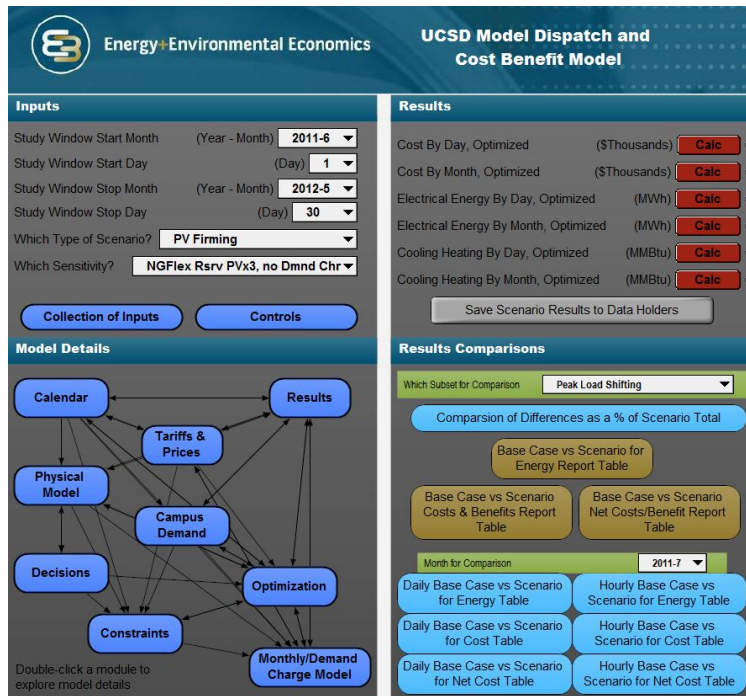 Energy+Environmental Economics
UCSD Model Dispatch and
Cost Benefit Model
Inputs
Study Window Start Month (Year - Month) 2011-6
Study Window Start Day (Day) 1
Study Window Stop Month (Year - Month) 2012-5
Study Window Stop Day (Day) 30
Which Type of Scenario? PV Firming
Which Sensitivity? NGFlex Rsrv PVx3, no Dmnd Chr
Collection of Inputs
Controls
Results
Cost By Day, Optimized ($Thousands) Calc
Cost By Month, Optimized ($Thousands) Calc
Electrical Energy By Day, Optimized (MWh) Calc
Electrical Energy By Month, Optimized (MWh) Calc
Cooling Heating By Day, Optimized (MMBtu) Calc
Cooling Heating By Month, Optimized (MMBtu) Calc
Save Scenario Results to Data Holders
Model Details
Calendar
Results
Tariffs &
Prices
Physical
Model
Campus
Demand
Decisions
Optimization
Constraints
Monthly/Demand
Charge Model
Double-click a module to
explore model details
Results Comparisons
Which Subset for Comparison Peak Load Shifting
Comparsion of Differences as a % of Scenario Total
Base Case vs Scenario for
Energy Report Table
Base Case vs Scenario
Costs & Benefits Report
Table
Base Case vs Scenario
Net Costs/Benefit Report
Table
Month for Comparison 2011-7
Daily Base Case vs Scenario
for Energy Table
Hourly Base Case vs
Scenario for Energy Table
Daily Base Case vs Scenario
for Cost Table
Hourly Base Case vs
Scenario for Cost Table
Daily Base Case vs Scenario
for Net Cost Table
Hourly Base Case vs
Scenario for Net Cost Table